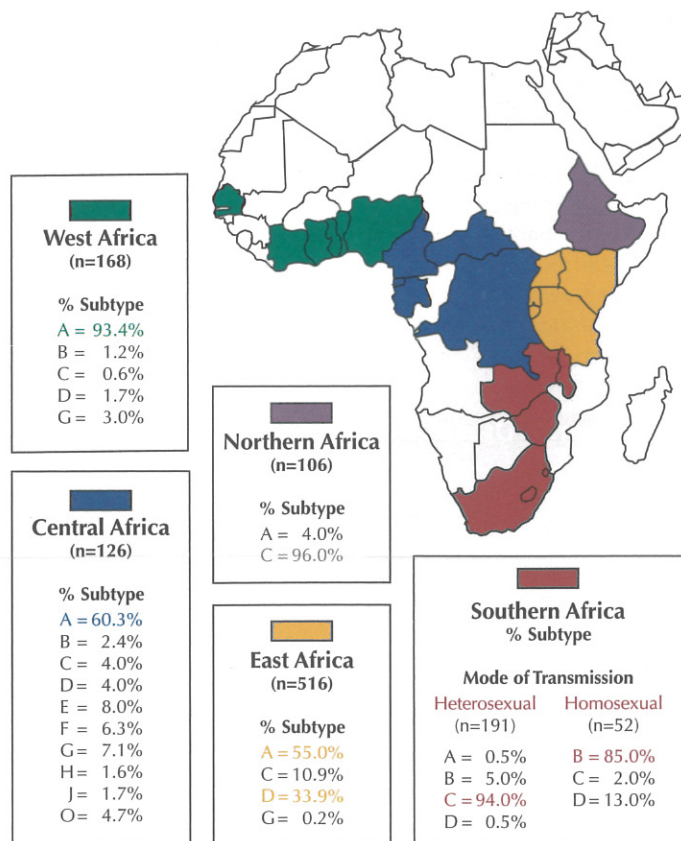 West Africa
(n=168)
% Subtype
A = 93.4%
B = 1.2%
C = 0.6%
D = 1.7%
G = 3.0%
Central Africa
(n=126)
% Subtype
A = 60.3%
B = 2.4%
C = 4.0%
D = 4.0%
E = 8.0%
F = 6.3%
G = 7.1%
H = 1.6%
J = 1.7%
O = 4.7%
Northern Africa
(n=106)
% Subtype
A = 4.0%
C = 96.0%
East Africa
(n=516)
% Subtype
A = 55.0%
C = 10.9%
D = 33.9%
G = 0.2%
Southern Africa
% Subtype
Mode of Transmission
Heterosexual Homosexual
(n=191) (n=52)
A = 0.5% B = 85.0%
B = 5.0% C = 2.0%
C = 94.0% D = 13.0%
D = 0.5%